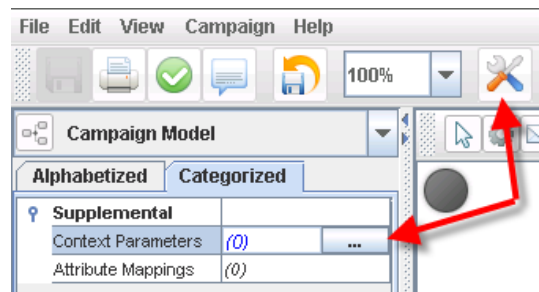 File Edit View Campaign Help
100%
Campaign Model
Alphabetized Categorized
Supplemental
Context Parameters (0) ...
Attribute Mappings (0)